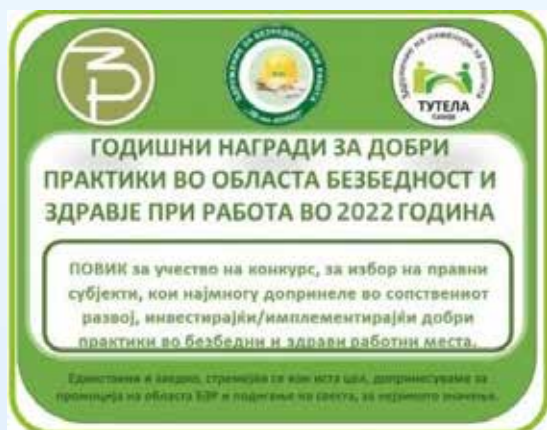 ТУТЕЛА
ГОДИШНИ НАГРАДИ ЗА ДОБРИ
ПРАКТИКИ ВО ОБЛАСТА БЕЗБЕДНОСТ И
ЗДРАВЈЕ ПРИ РАБОТА ВО 2022 ГОДИНА
ПОВИК за учество на конкурс, за избор на правни
субјекти, кои најмногу допринеле во сопствениот
развој, инвестирајќи/имплементирајќи добри
практики во безбедни и здрави работни места.
Единствени и заедно, стремејќи се кон иста цел, допринесуваме за
промоција на областа БЗР и подигање на свеста, за нејзиното значење.